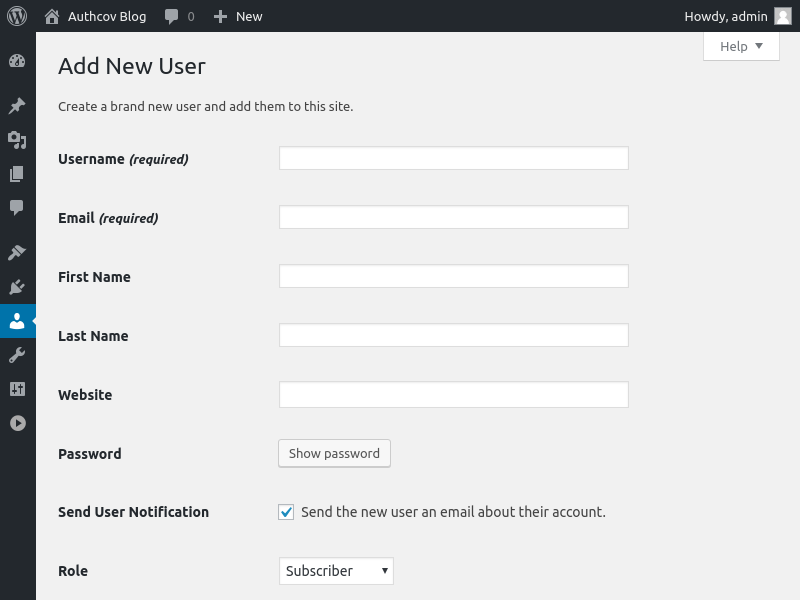 Authcov Blog 0 New Howdy, admin
Help
Add New User
Create a brand new user and add them to this site.
Username (required)
Email (required)
First Name
Last Name
Website
Password Show password
Send User Notification Send the new user an email about their account.
Role Subscriber